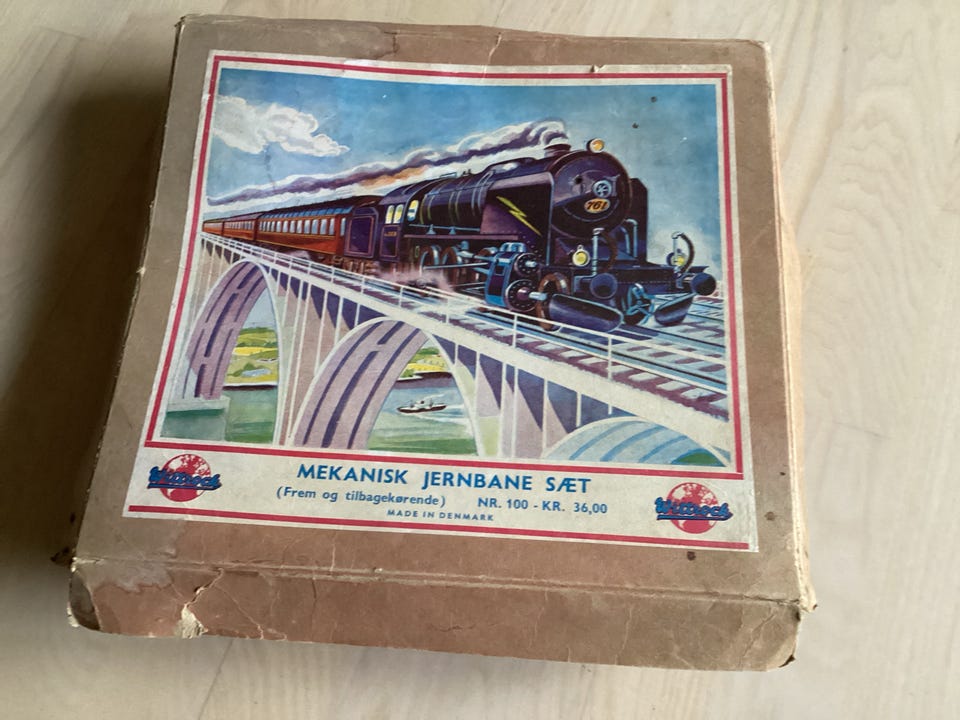 761
MEKANISK JERNBANE SÆT
(Frem og tilbagekørende) NR. 100 - KR. 36,00
MADE IN DENMARK
Wittrock
Wittrock